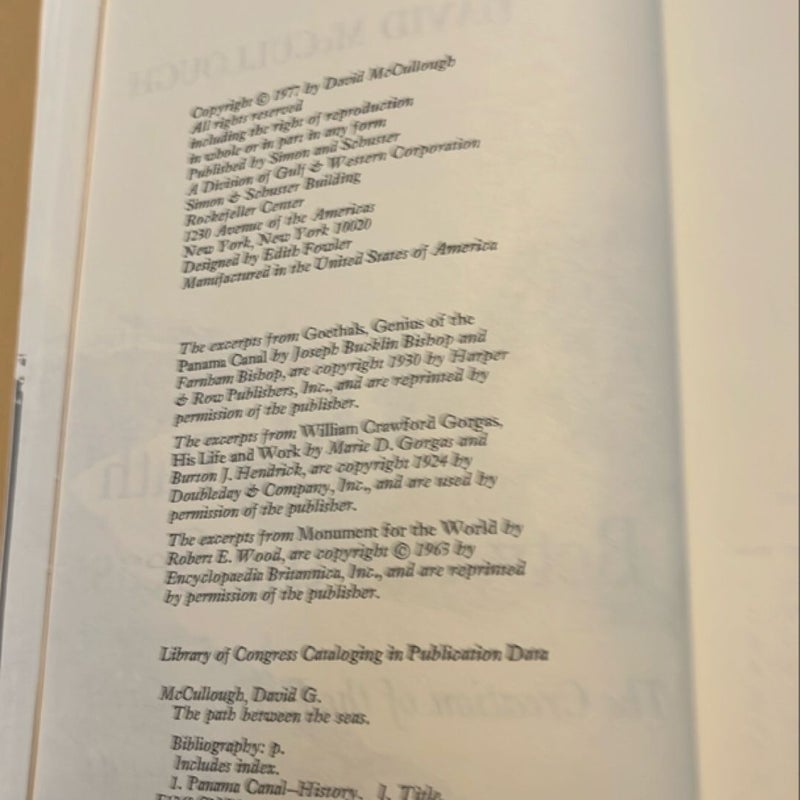 Copyright © 1977 by David McCullough
All rights reserved
including the right of reproduction
in whole or in part in any form
Published by Simon and Schuster
A Division of Gulf & Western Corporation
Simon & Schuster Building
Rockefeller Center
1230 Avenue of the Americas
New York, New York 10020
Designed by Edith Fowler
Manufactured in the United States of America
The excerpts from Goethals, Genius of the
Panama Canal by Joseph Bucklin Bishop and
Farnham Bishop, are copyright 1930 by Harper
& Row Publishers, Inc., and are reprinted by
permission of the publisher.
The excerpts from William Crawford Gorgas,
His Life and Work by Marie D. Gorgas and
Burton J. Hendrick, are copyright 1924 by
Doubleday & Company, Inc., and are used by
permission of the publisher.
The excerpts from Monument for the World by
Robert E. Wood, are copyright © 1963 by
Encyclopaedia Britannica, Inc., and are reprinted
by permission of the publisher.
Library of Congress Cataloging in Publication Data
McCullough, David G.
The path between the seas.
Bibliography: p.
Includes index.
1. Panama Canal—History. I. Title.